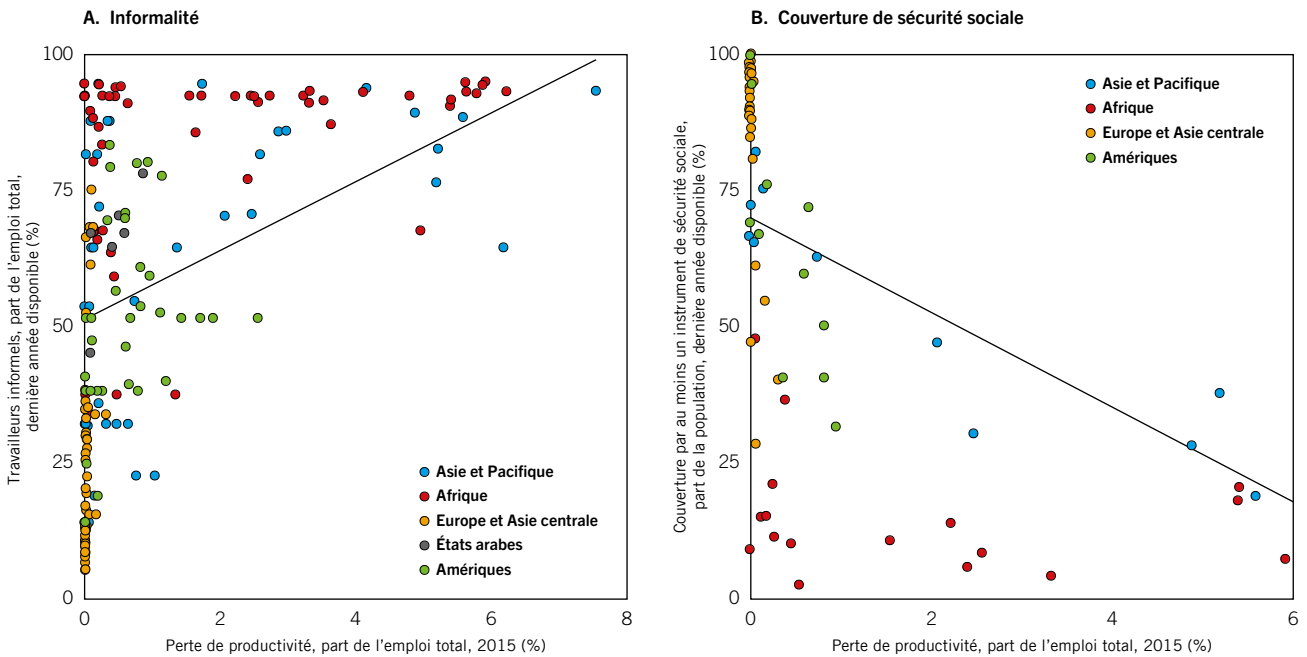 A. Informalité
Travailleurs informels, part de l'emploi total,
dernière année disponible (%)
100
75
50
25
0
0 2 4 6 8
Perte de productivité, part de l'emploi total, 2015 (%)
Asie et Pacifique
Afrique
Europe et Asie centrale
États arabes
Amériques
B. Couverture de sécurité sociale
Couverture par au moins un instrument de sécurité sociale,
part de la population, dernière année disponible (%)
100
75
50
25
0
0 2 4 6
Perte de productivité, part de l'emploi total, 2015 (%)
Asie et Pacifique
Afrique
Europe et Asie centrale
Amériques